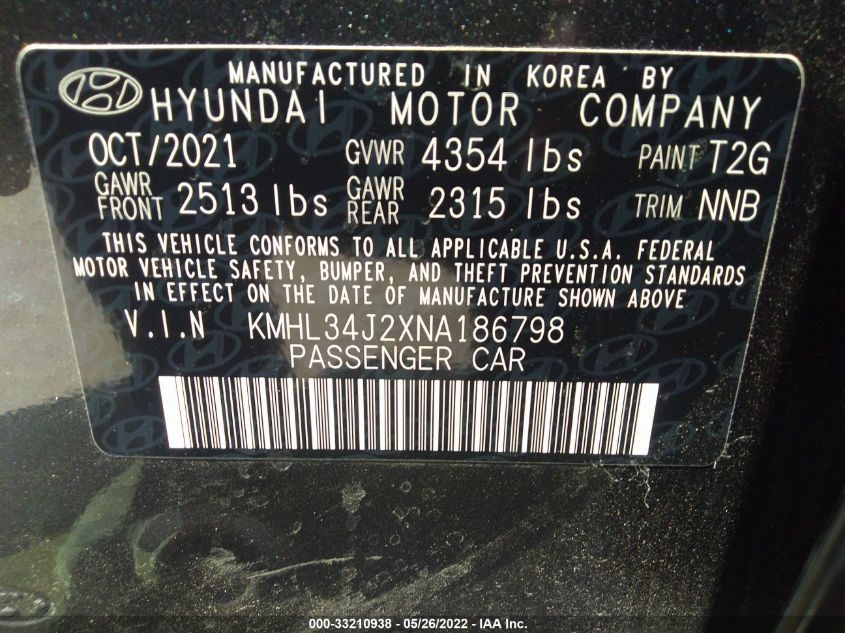 MANUFACTURED IN KOREA BY
HYUNDAI MOTOR COMPANY
OCT/2021 GVWR 4354 lbs PAINT T2G
GAWR FRONT 2513 lbs GAWR REAR 2315 lbs TRIM NNB
THIS VEHICLE CONFORMS TO ALL APPLICABLE U.S.A. FEDERAL
MOTOR VEHICLE SAFETY, BUMPER, AND THEFT PREVENTION STANDARDS
IN EFFECT ON THE DATE OF MANUFACTURE SHOWN ABOVE
V.I.N KMHL34J2XNA186798
PASSENGER CAR
000-33210938 - 05/26/2022 - IAA Inc.